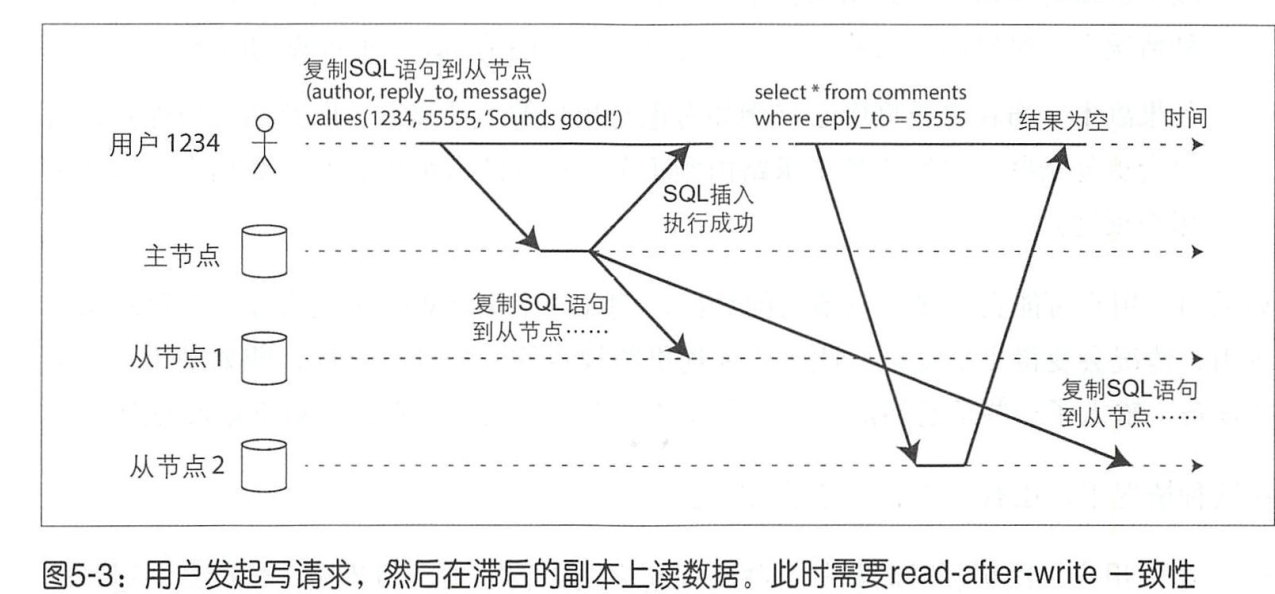 复制SQL语句到从节点
(author, reply_to, message)
values(1234, 55555, ‘Sounds good!’)
select * from comments
where reply_to = 55555
结果为空
时间
用户 1234
SQL插入
执行成功
主节点
复制SQL语句
到从节点……
从节点 1
复制SQL语句
到从节点……
从节点 2
图5-3：用户发起写请求，然后在滞后的副本上读数据。此时需要read-after-write 一致性